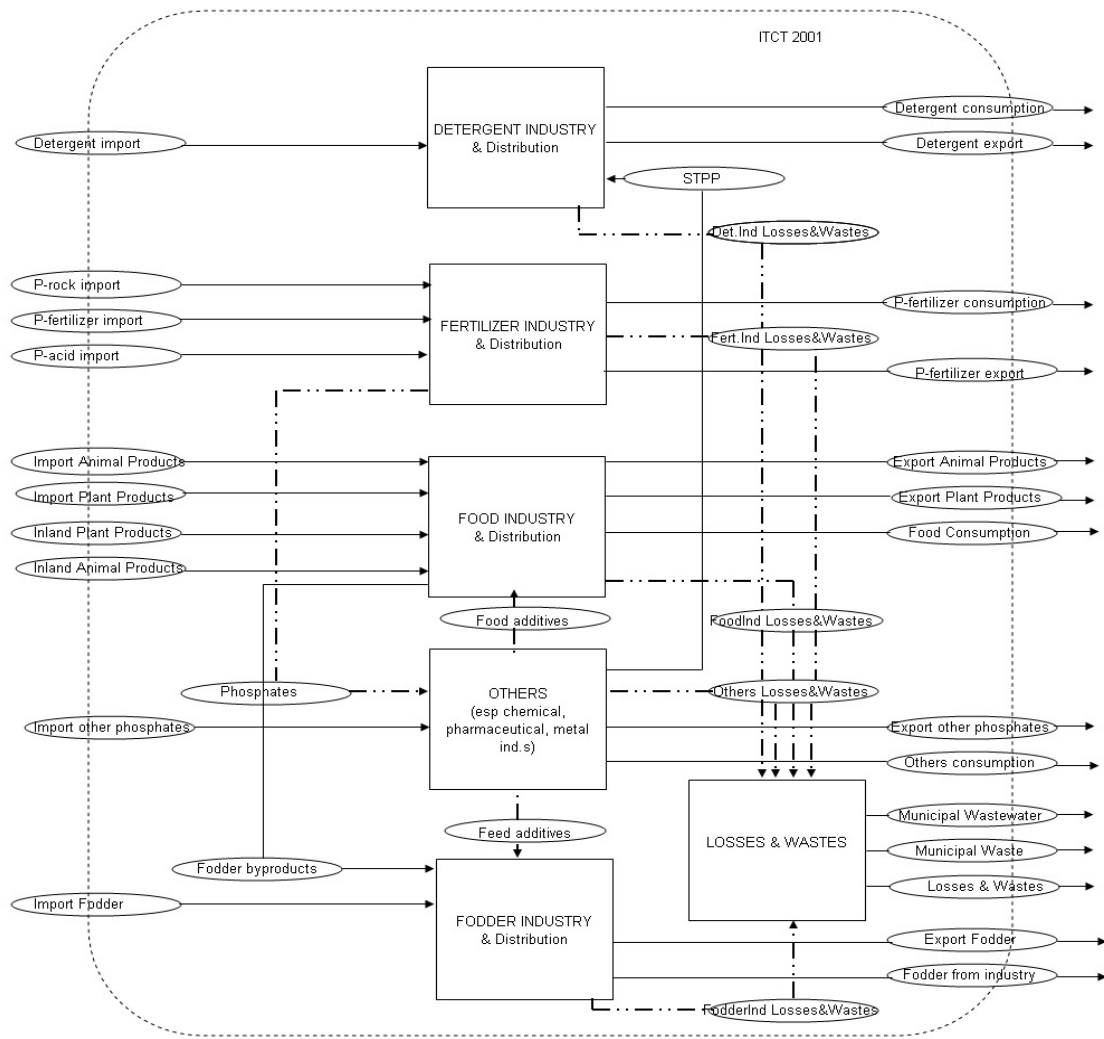 ITCT 2001
Detergent import
DETERGENT INDUSTRY
& Distribution
Detergent consumption
Detergent export
STPP
Det.Ind Losses&Wastes
P-rock import
P-fertilizer import
P-acid import
FERTILIZER INDUSTRY
& Distribution
P-fertilizer consumption
Fert.Ind Losses&Wastes
P-fertilizer export
Import Animal Products
Import Plant Products
Inland Plant Products
Inland Animal Products
FOOD INDUSTRY
& Distribution
Export Animal Products
Export Plant Products
Food Consumption
Food additives
FoodInd Losses&Wastes
Phosphates
Import other phosphates
OTHERS
(esp chemical,
pharmaceutical, metal
ind.s)
Others Losses&Wastes
Export other phosphates
Others consumption
Feed additives
LOSSES & WASTES
Municipal Wastewater
Municipal Waste
Losses & Wastes
Fodder byproducts
Import Fodder
FODDER INDUSTRY
& Distribution
Export Fodder
Fodder from industry
FodderInd Losses&Wastes